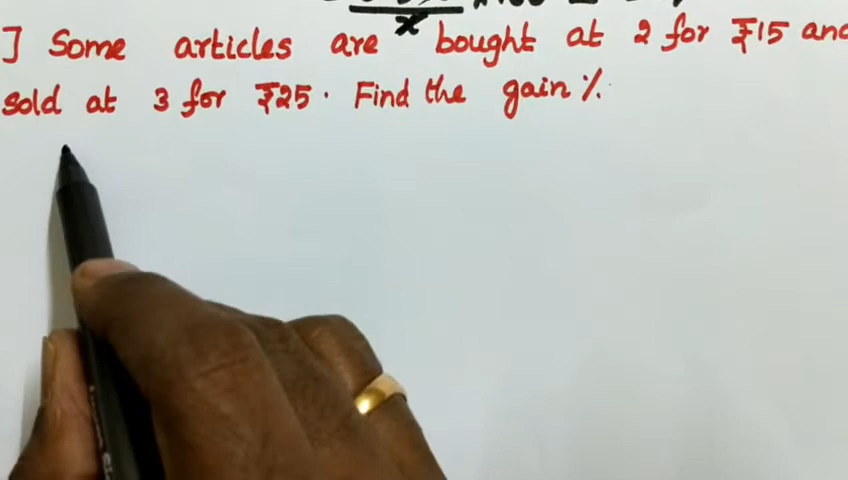 x
] Some articles are bought at 2 for ₹15 and
sold at 3 for ₹25. Find the gain %.